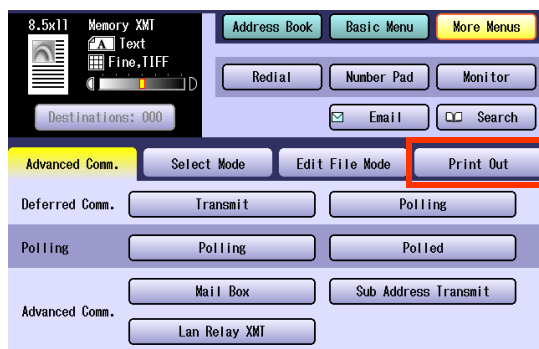 8.5x11 Memory XMT
A Text
Fine,TIFF
D
Destinations: 000
Address Book Basic Menu More Menus
Redial Number Pad Monitor
Email Search
Advanced Comm. Select Mode Edit File Mode Print Out
Deferred Comm. Transmit Polling
Polling Polling Polled
Advanced Comm. Mail Box Sub Address Transmit
Lan Relay XMT